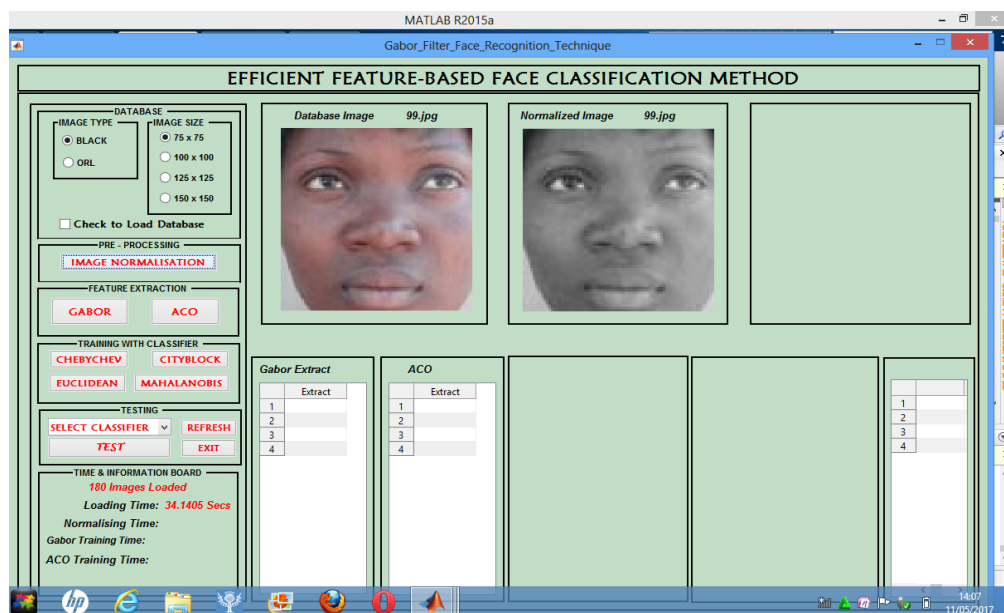 MATLAB R2015a
Gabor_Filter_Face_Recognition_Technique
EFFICIENT FEATURE-BASED FACE CLASSIFICATION METHOD
DATABASE
IMAGE TYPE
BLACK
ORL
IMAGE SIZE
75 x 75
100 x 100
125 x 125
150 x 150
Check to Load Database
PRE - PROCESSING
IMAGE NORMALISATION
FEATURE EXTRACTION
GABOR ACO
TRAINING WITH CLASSIFIER
CHEBYCHEV CITYBLOCK
EUCLIDEAN MAHALANOBIS
TESTING
SELECT CLASSIFIER REFRESH
TEST EXIT
TIME & INFORMATION BOARD
180 Images Loaded
Loading Time: 34.1405 Secs
Normalising Time:
Gabor Training Time:
ACO Training Time:
Database Image 99.jpg
Normalized Image 99.jpg
Gabor Extract
Extract
1
2
3
4
ACO
Extract
1
2
3
4
1
2
3
4
hp
14:07
11/05/2017